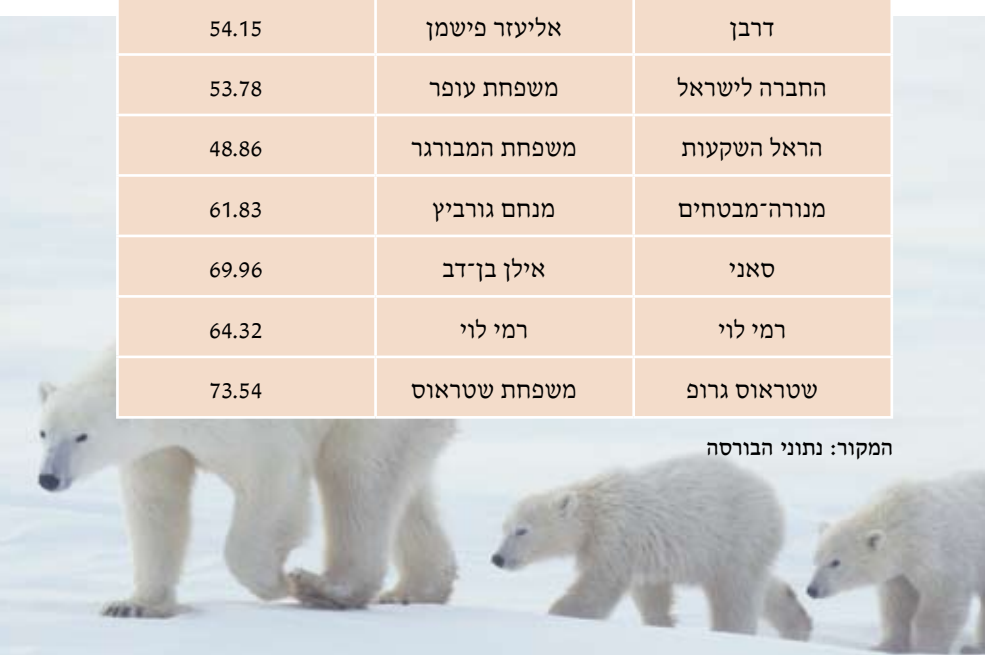 דרבן אליעזר פישמן 54.15
החברה לישראל משפחת עופר 53.78
הראל השקעות משפחת המבורגר 48.86
מנורה־מבטחים מנחם גורביץ 61.83
סאני אילן בן־דב 69.96
רמי לוי רמי לוי 64.32
שטראוס גרופ משפחת שטראוס 73.54
המקור: נתוני הבורסה